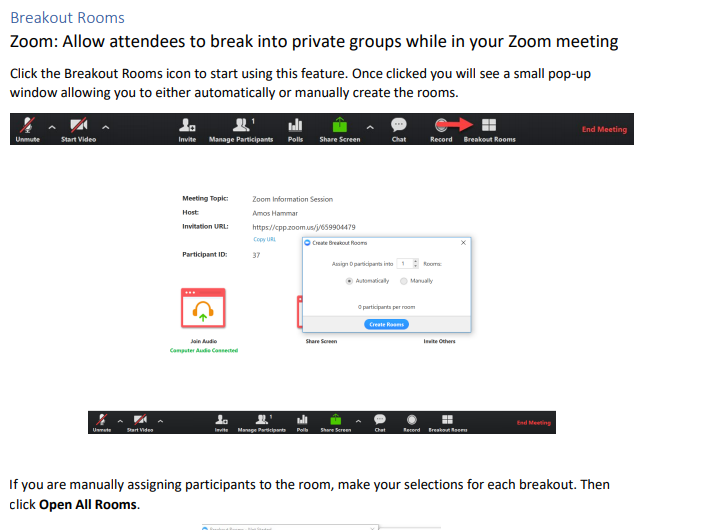 Breakout Rooms
Zoom: Allow attendees to break into private groups while in your Zoom meeting
Click the Breakout Rooms icon to start using this feature. Once clicked you will see a small pop-up
window allowing you to either automatically or manually create the rooms.
Unmute Start Video Invite Manage Participants 1 Polls Share Screen Chat Record Breakout Rooms End Meeting
Meeting Topic: Zoom Information Session
Host: Amos Hammar
Invitation URL: https://cpp.zoom.us/j/659904479
Copy URL
Participant ID: 37
Create Breakout Rooms
Assign 0 participants into 1 Rooms:
Automatically Manually
0 participants per room
Create Rooms
Join Audio Share Screen Invite Others
Computer Audio Connected
Unmute Start Video Invite Manage Participants 1 Polls Share Screen Chat Record Breakout Rooms End Meeting
If you are manually assigning participants to the room, make your selections for each breakout. Then
click Open All Rooms.